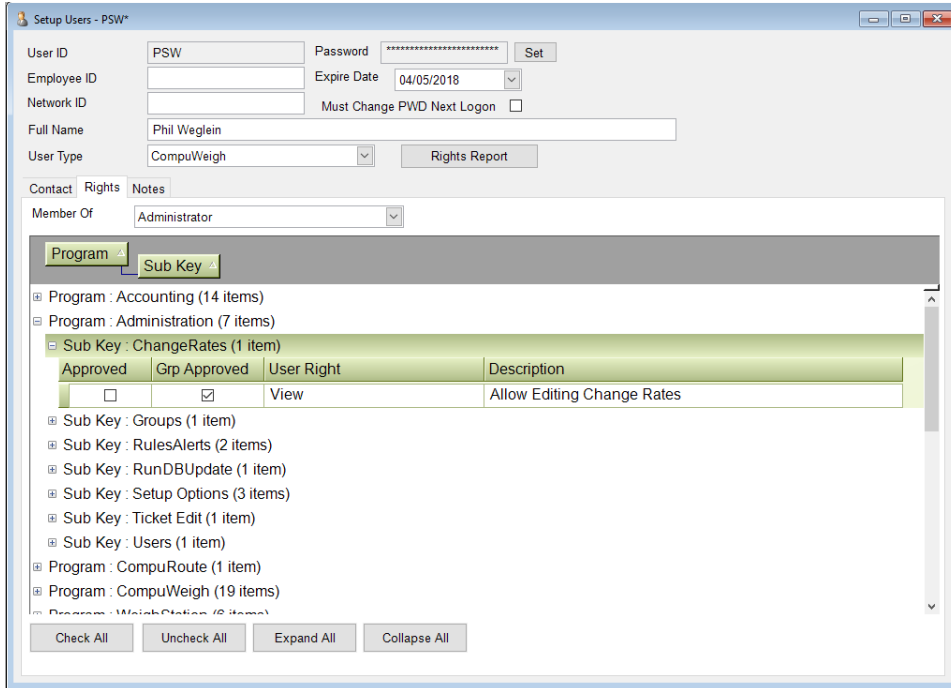 Setup Users - PSW*
User ID PSW Password ************************ Set
Employee ID Expire Date 04/05/2018
Network ID Must Change PWD Next Logon
Full Name Phil Weglein
User Type CompuWeigh Rights Report
Contact Rights Notes
Member Of Administrator
Program
Sub Key
Program : Accounting (14 items)
Program : Administration (7 items)
Sub Key : ChangeRates (1 item)
Approved Grp Approved User Right Description
View Allow Editing Change Rates
Sub Key : Groups (1 item)
Sub Key : RulesAlerts (2 items)
Sub Key : RunDBUpdate (1 item)
Sub Key : Setup Options (3 items)
Sub Key : Ticket Edit (1 item)
Sub Key : Users (1 item)
Program : CompuRoute (1 item)
Program : CompuWeigh (19 items)
Program : WeighStation (6 items)
Check All Uncheck All Expand All Collapse All